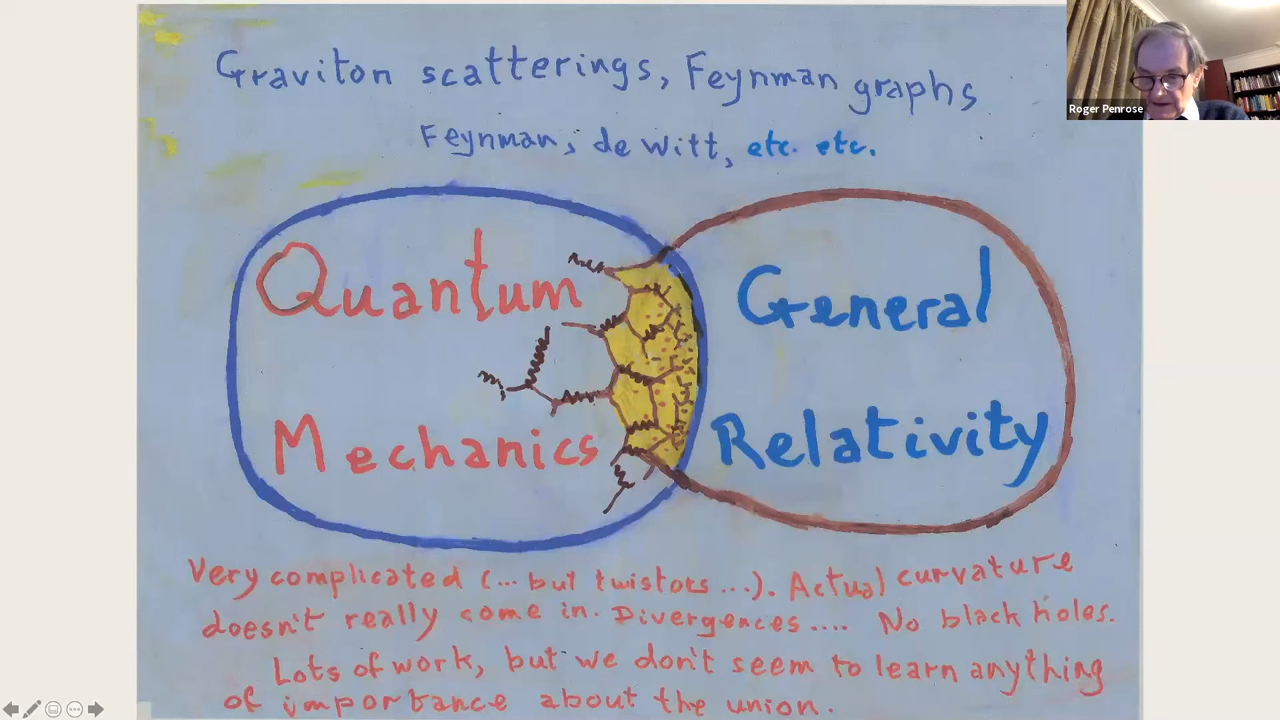 Graviton scatterings, Feynman graphs
Feynman, de Witt, etc. etc.
Roger Penrose
Quantum
Mechanics
General
Relativity
Very complicated (... but twistors ...). Actual curvature
doesn't really come in. Divergences .... No black holes.
Lots of work, but we don't seem to learn anything
of importance about the union.